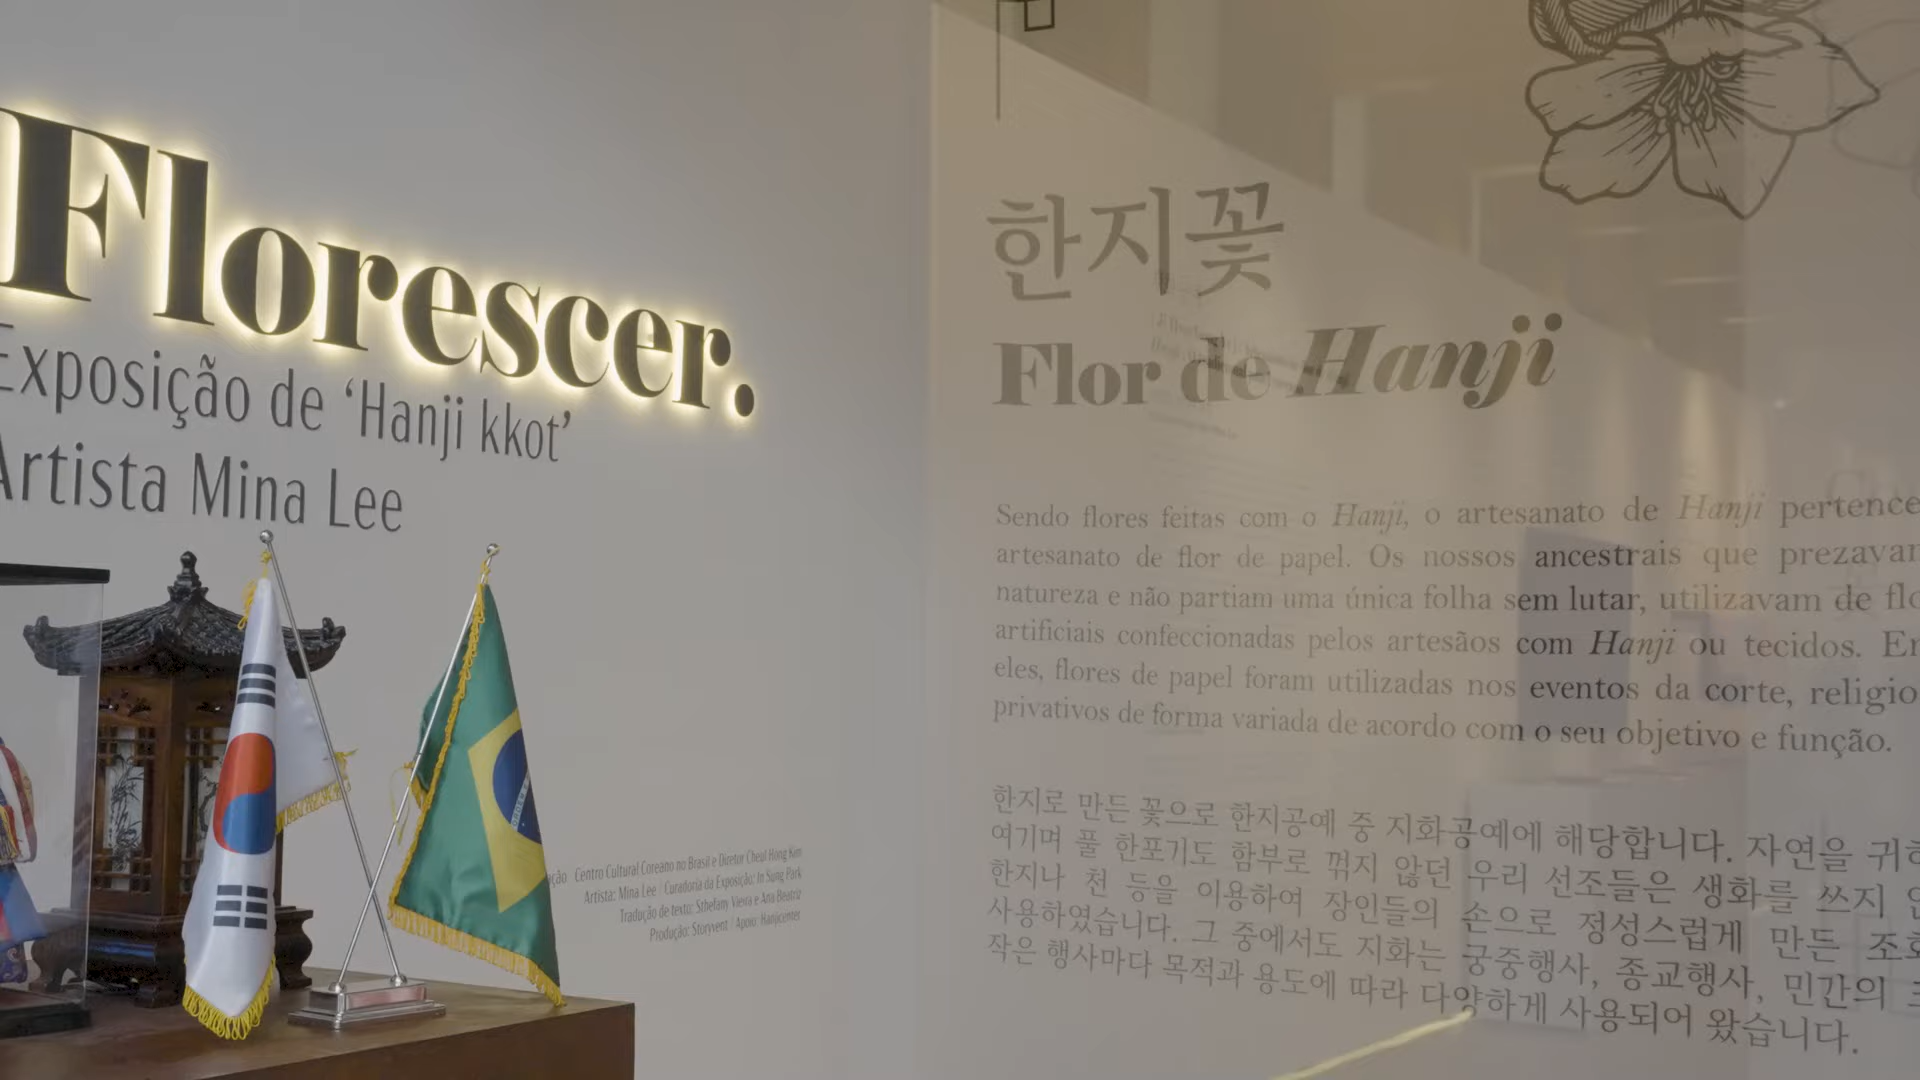 Florescer.
Exposição de 'Hanji kkot'
Artista Mina Lee
Centro Cultural Coreano no Brasil e Diretor Cheul Hong Kim
Artista: Mina Lee / Curadoria da Exposição: In Sung Park
Tradução de texto: Sthefany Vieira e Ana Beatriz
Produção: Storyvent / Apoio: Hanjicenter
한지꽃
Flor de Hanji
Sendo flores feitas com o Hanji, o artesanato de Hanji pertence
artesanato de flor de papel. Os nossos ancestrais que prezavam
natureza e não partiam uma única folha sem lutar, utilizavam de
artificiais confeccionadas pelos artesãos com Hanji ou tecidos.
eles, flores de papel foram utilizadas nos eventos da corte,
privativos de forma variada de acordo com o seu objetivo e função.
한지로 만든 꽃으로 한지공예 중 지화공예에 해당합니다. 자연을
여기며 풀 한포기도 함부로 꺾지 않던 우리 선조들은 생화를 쓰지
한지나 천 등을 이용하여 장인들의 손으로 정성스럽게 만든
사용하였습니다. 그 중에서도 지화는 궁중행사, 종교행사, 민간의
작은 행사마다 목적과 용도에 따라 다양하게 사용되어 왔습니다.